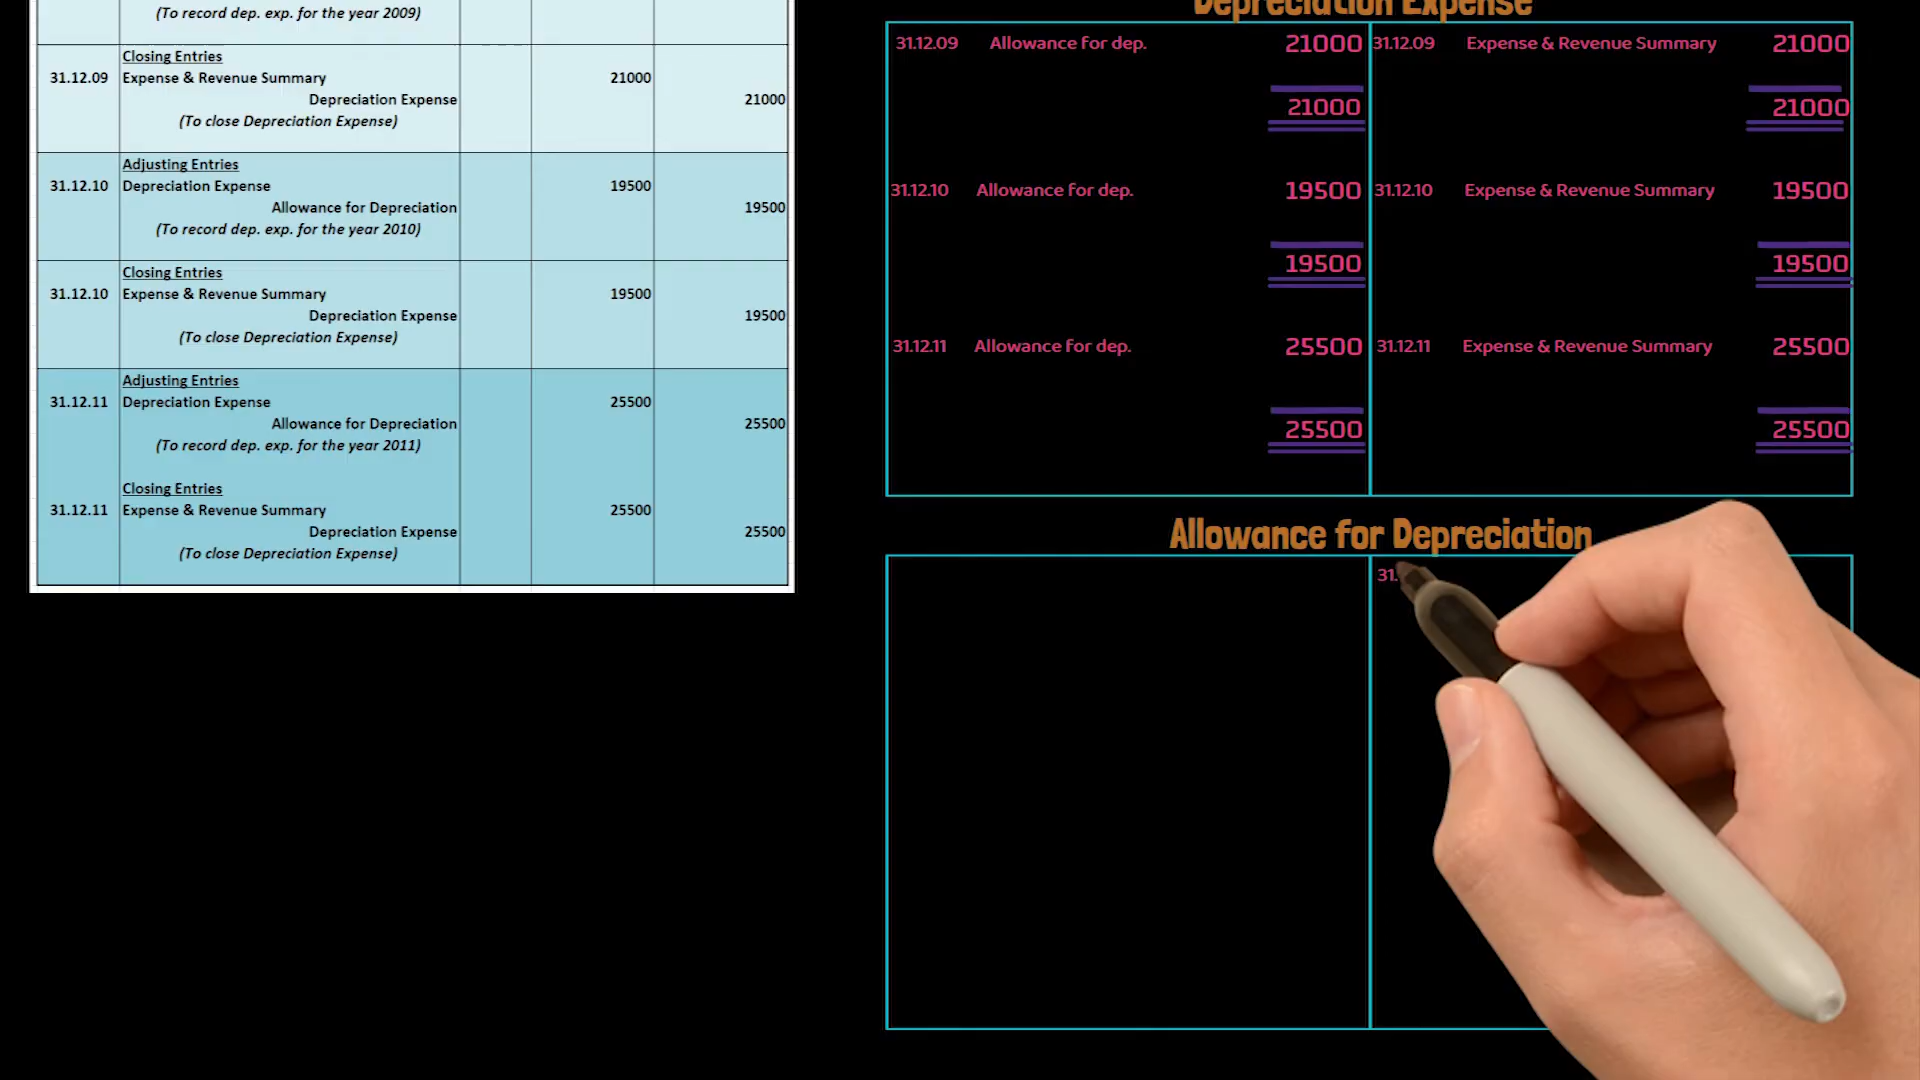 (To record dep. exp. for the year 2009)
Closing Entries
31.12.09 Expense & Revenue Summary 21000
Depreciation Expense 21000
(To close Depreciation Expense)
Adjusting Entries
31.12.10 Depreciation Expense 19500
Allowance for Depreciation 19500
(To record dep. exp. for the year 2010)
Closing Entries
31.12.10 Expense & Revenue Summary 19500
Depreciation Expense 19500
(To close Depreciation Expense)
Adjusting Entries
31.12.11 Depreciation Expense 25500
Allowance for Depreciation 25500
(To record dep. exp. for the year 2011)
Closing Entries
31.12.11 Expense & Revenue Summary 25500
Depreciation Expense 25500
(To close Depreciation Expense)
Depreciation Expense
31.12.09 Allowance for dep. 21000 31.12.09 Expense & Revenue Summary 21000
21000 21000
31.12.10 Allowance for dep. 19500 31.12.10 Expense & Revenue Summary 19500
19500 19500
31.12.11 Allowance for dep. 25500 31.12.11 Expense & Revenue Summary 25500
25500 25500
Allowance for Depreciation
31.